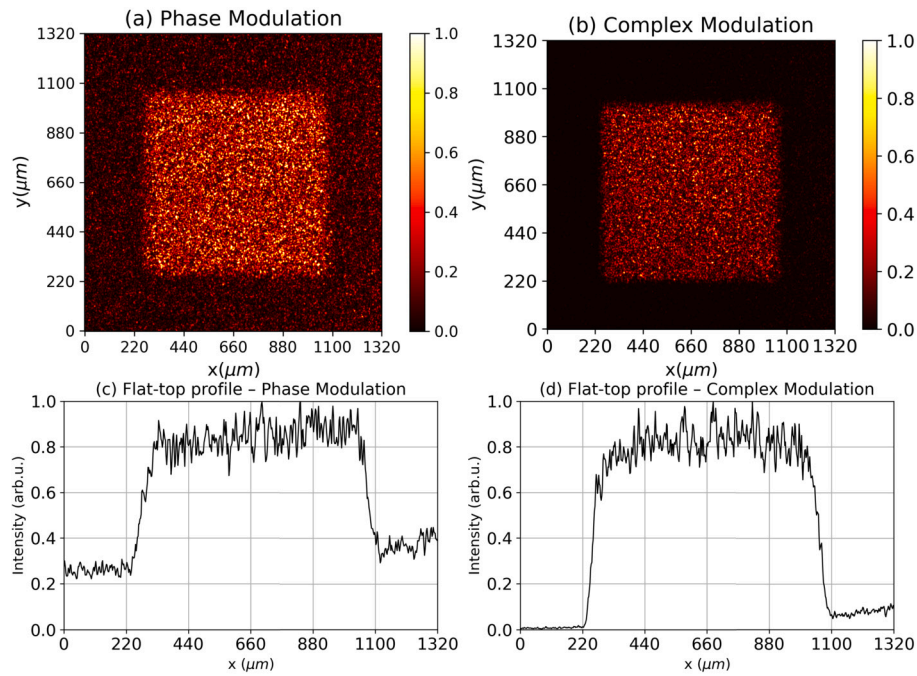 (a) Phase Modulation
1320
1100
880
660
440
220
0
y(μm)
0 220 440 660 880 1100 1320
x(μm)
1.0
0.8
0.6
0.4
0.2
0.0
(b) Complex Modulation
1320
1100
880
660
440
220
0
y(μm)
0 220 440 660 880 1100 1320
x(μm)
1.0
0.8
0.6
0.4
0.2
0.0
(c) Flat-top profile – Phase Modulation
1.0
0.8
0.6
0.4
0.2
0.0
Intensity (arb.u.)
0 220 440 660 880 1100 1320
x (μm)
(d) Flat-top profile – Complex Modulation
1.0
0.8
0.6
0.4
0.2
0.0
Intensity (arb.u.)
0 220 440 660 880 1100 1320
x (μm)